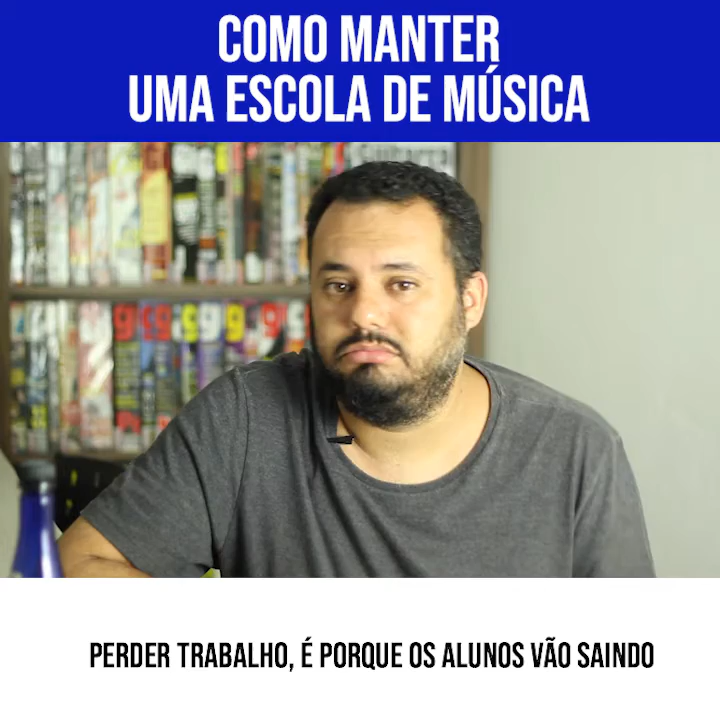 COMO MANTER
UMA ESCOLA DE MÚSICA
PERDER TRABALHO, É PORQUE OS ALUNOS VÃO SAINDO